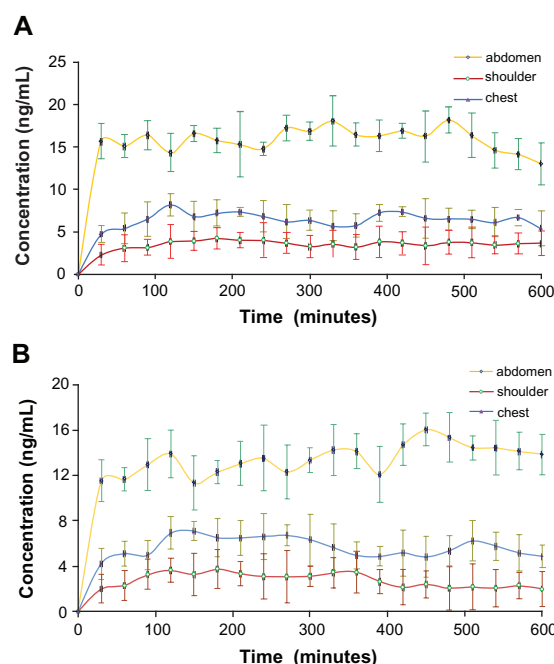 A
25
20
15
10
5
0
0 100 200 300 400 500 600
Concentration (ng/mL)
Time (minutes)
abdomen
shoulder
chest
B
20
16
12
8
4
0
0 100 200 300 400 500 600
Concentration (ng/mL)
Time (minutes)
abdomen
shoulder
chest